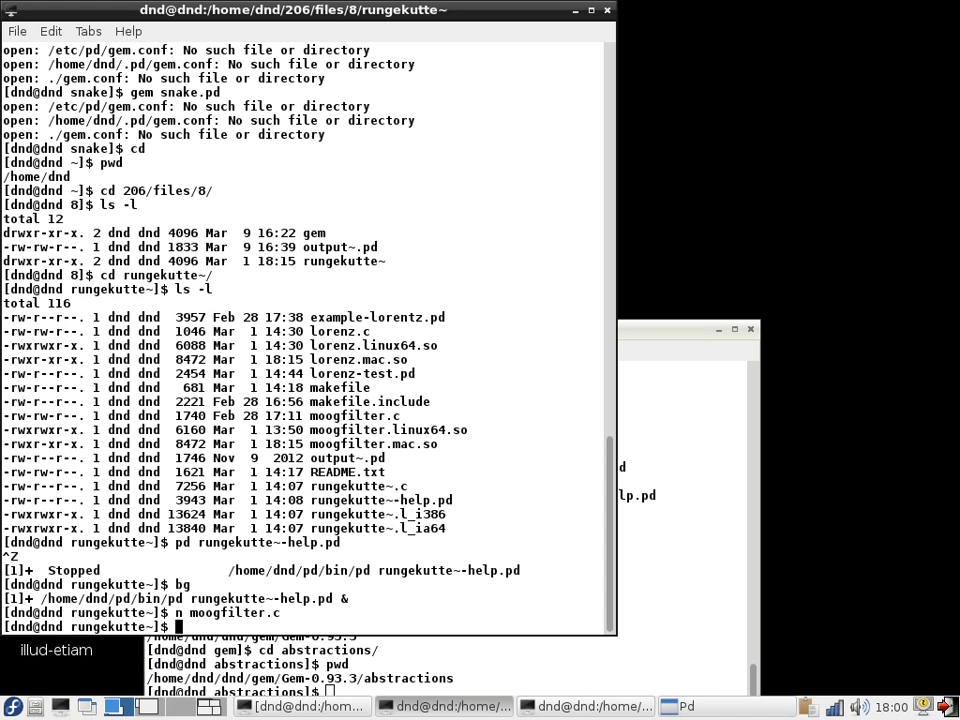 dnd@dnd:/home/dnd/206/files/8/rungekutte~
File Edit Tabs Help
open: /etc/pd/gem.conf: No such file or directory
open: /home/dnd/.pd/gem.conf: No such file or directory
open: ./gem.conf: No such file or directory
[dnd@dnd snake]$ gem snake.pd
open: /etc/pd/gem.conf: No such file or directory
open: /home/dnd/.pd/gem.conf: No such file or directory
open: ./gem.conf: No such file or directory
[dnd@dnd snake]$ cd
[dnd@dnd ~]$ pwd
/home/dnd
[dnd@dnd ~]$ cd 206/files/8/
[dnd@dnd 8]$ ls -l
total 12
drwxr-xr-x. 2 dnd dnd 4096 Mar  9 16:22 gem
-rw-rw-r--. 1 dnd dnd 1833 Mar  9 16:39 output~.pd
drwxr-xr-x. 2 dnd dnd 4096 Mar  1 18:15 rungekutte~
[dnd@dnd 8]$ cd rungekutte~/
[dnd@dnd rungekutte~]$ ls -l
total 116
-rw-r--r--. 1 dnd dnd  3957 Feb 28 17:38 example-lorentz.pd
-rw-rw-r--. 1 dnd dnd  1046 Mar  1 14:30 lorenz.c
-rwxrwxr-x. 1 dnd dnd  6088 Mar  1 14:30 lorenz.linux64.so
-rwxr-xr-x. 1 dnd dnd  8472 Mar  1 18:15 lorenz.mac.so
-rw-rw-r--. 1 dnd dnd  2454 Mar  1 14:44 lorenz-test.pd
-rw-rw-r--. 1 dnd dnd   681 Mar  1 14:18 makefile
-rw-rw-r--. 1 dnd dnd  2221 Feb 28 16:56 makefile.include
-rw-rw-r--. 1 dnd dnd  1740 Feb 28 17:11 moogfilter.c
-rwxrwxr-x. 1 dnd dnd  6160 Mar  1 13:50 moogfilter.linux64.so
-rwxr-xr-x. 1 dnd dnd  8472 Mar  1 18:15 moogfilter.mac.so
-rw-r--r--. 1 dnd dnd  1746 Nov  9  2012 output~.pd
-rw-rw-r--. 1 dnd dnd  1621 Mar  1 14:17 README.txt
-rw-r--r--. 1 dnd dnd  7256 Mar  1 14:07 rungekutte~.c
-rw-r--r--. 1 dnd dnd  3943 Mar  1 14:08 rungekutte~-help.pd
-rwxrwxr-x. 1 dnd dnd 13624 Mar  1 14:07 rungekutte~.l_i386
-rwxrwxr-x. 1 dnd dnd 13840 Mar  1 14:07 rungekutte~.l_ia64
[dnd@dnd rungekutte~]$ pd rungekutte~-help.pd
^Z
[1]+  Stopped                 /home/dnd/pd/bin/pd rungekutte~-help.pd
[dnd@dnd rungekutte~]$ bg
[1]+ /home/dnd/pd/bin/pd rungekutte~-help.pd &
[dnd@dnd rungekutte~]$ n moogfilter.c
[dnd@dnd rungekutte~]$
d
lp.pd
illud-etiam
/home/dnd/dnd/gem/Gem-0.93.3
[dnd@dnd gem]$ cd abstractions/
[dnd@dnd abstractions]$ pwd
/home/dnd/dnd/gem/Gem-0.93.3/abstractions
[dnd@dnd abstractions]$
[dnd@dnd:/hom... dnd@dnd:/home/... dnd@dnd:/home/... Pd 18:00